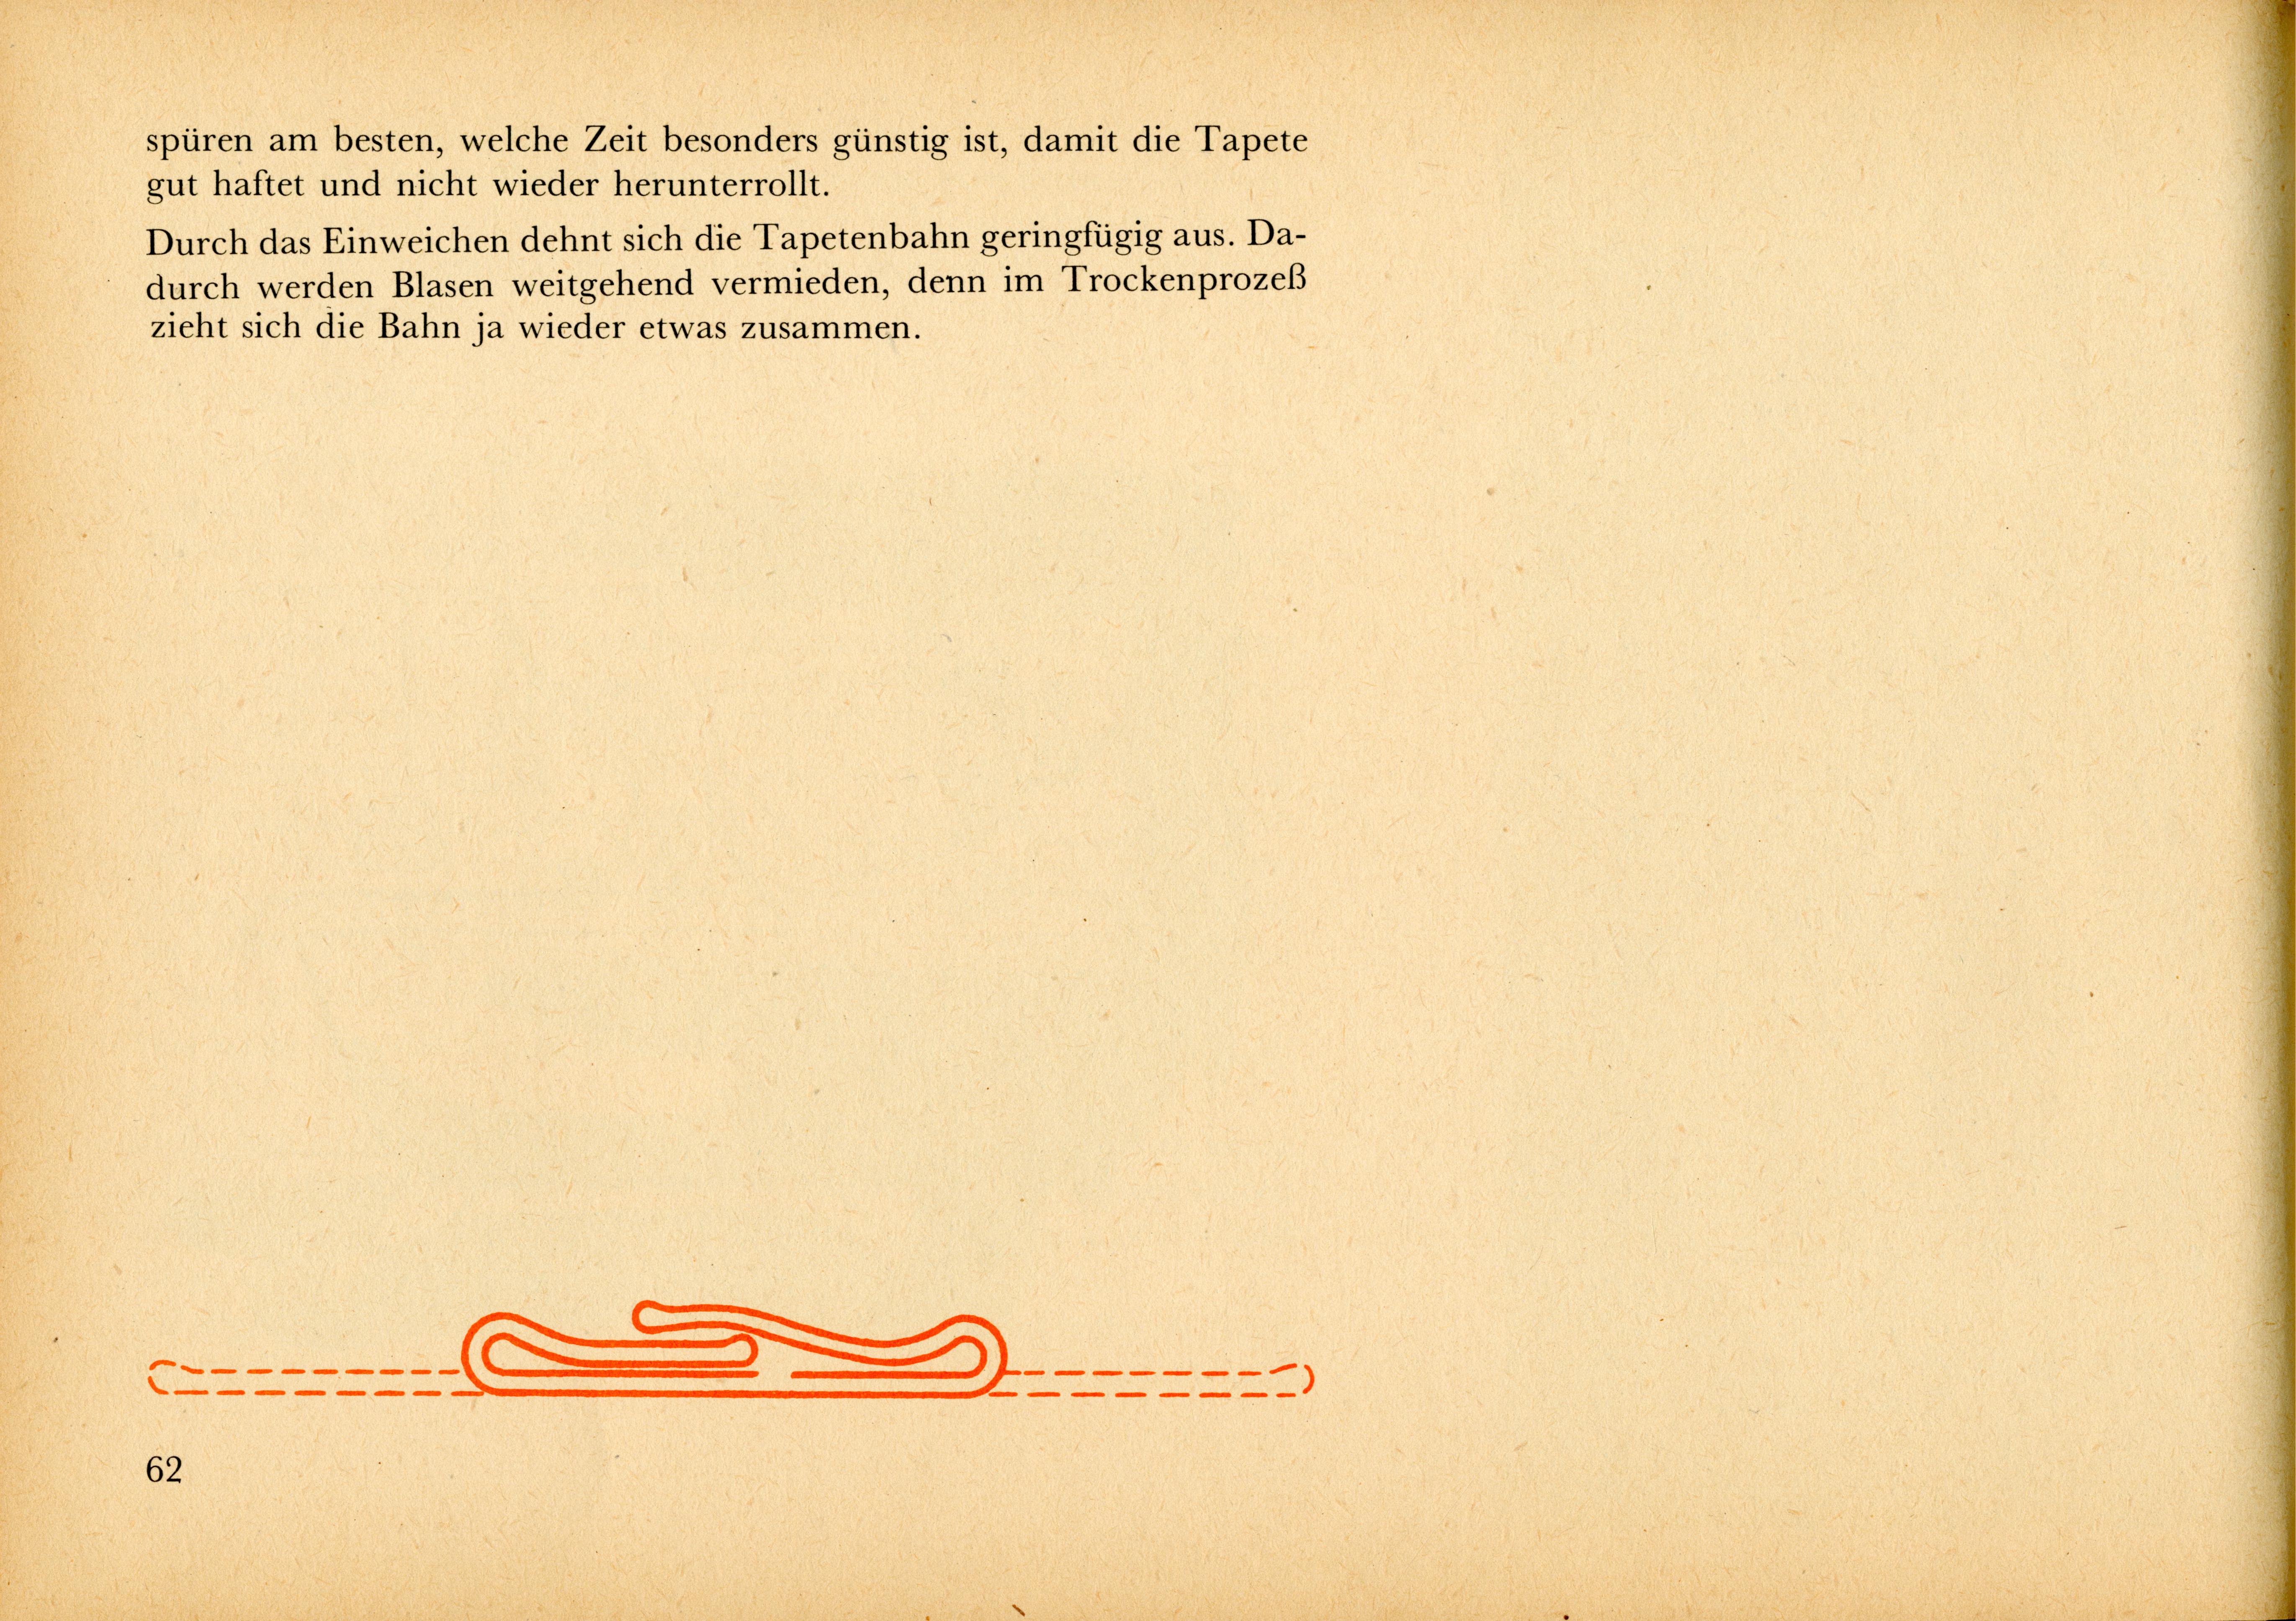 spüren am besten, welche Zeit besonders günstig ist, damit die Tapete
gut haftet und nicht wieder herunterrollt.
Durch das Einweichen dehnt sich die Tapetenbahn geringfügig aus. Da-
durch werden Blasen weitgehend vermieden, denn im Trockenprozeß
zieht sich die Bahn ja wieder etwas zusammen.
62